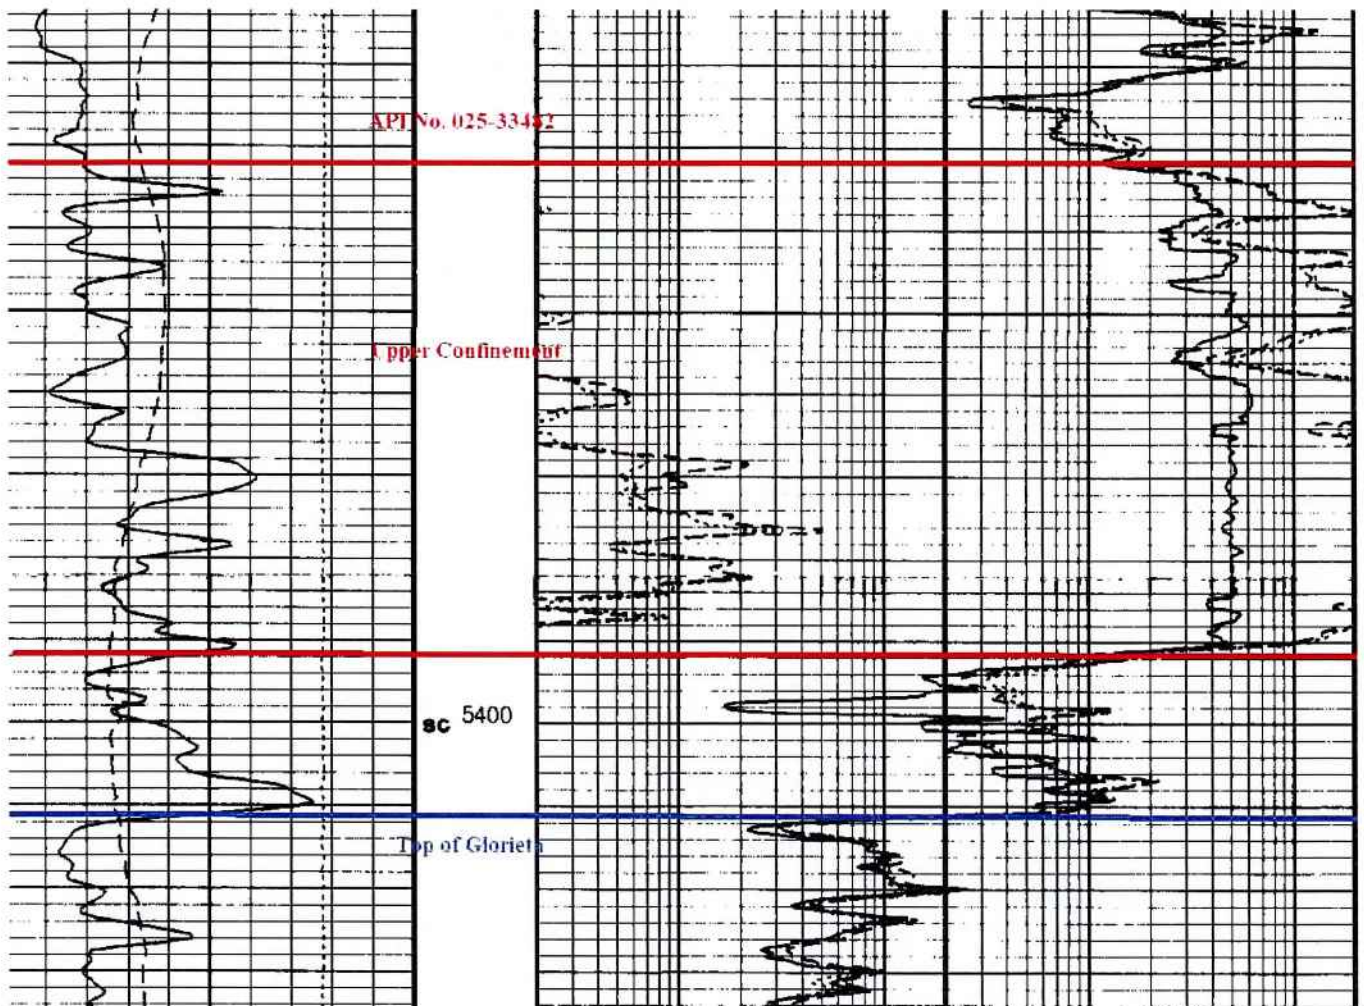 API No. 025-33482
Upper Confinement
sc 5400
Top of Glorieta